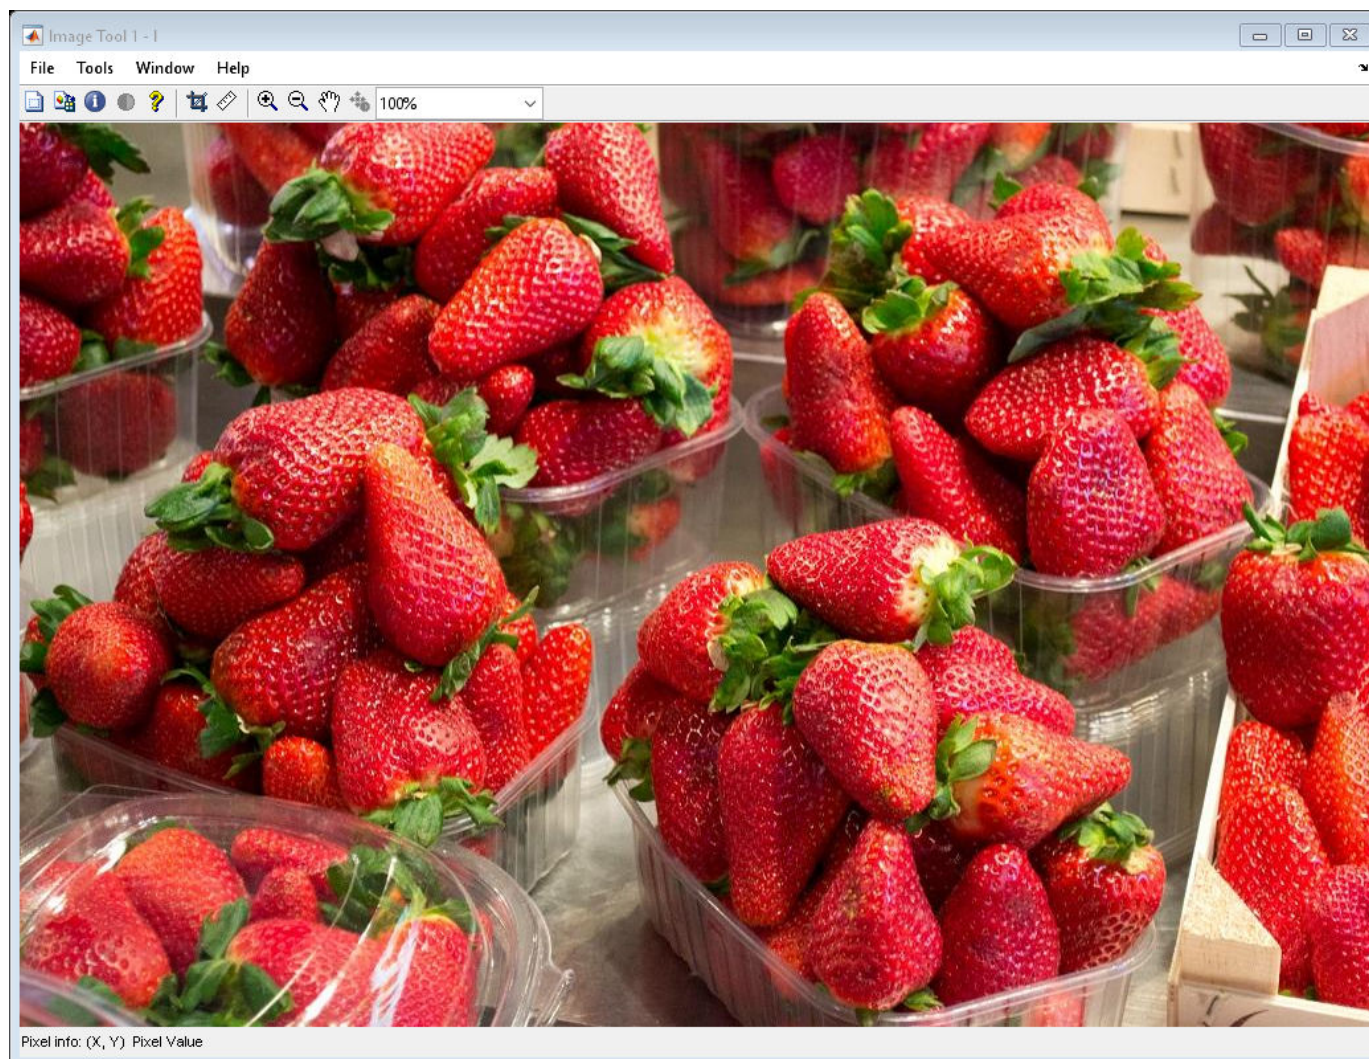 Image Tool 1 - I
File Tools Window Help
100%
Pixel info: (X, Y) Pixel Value